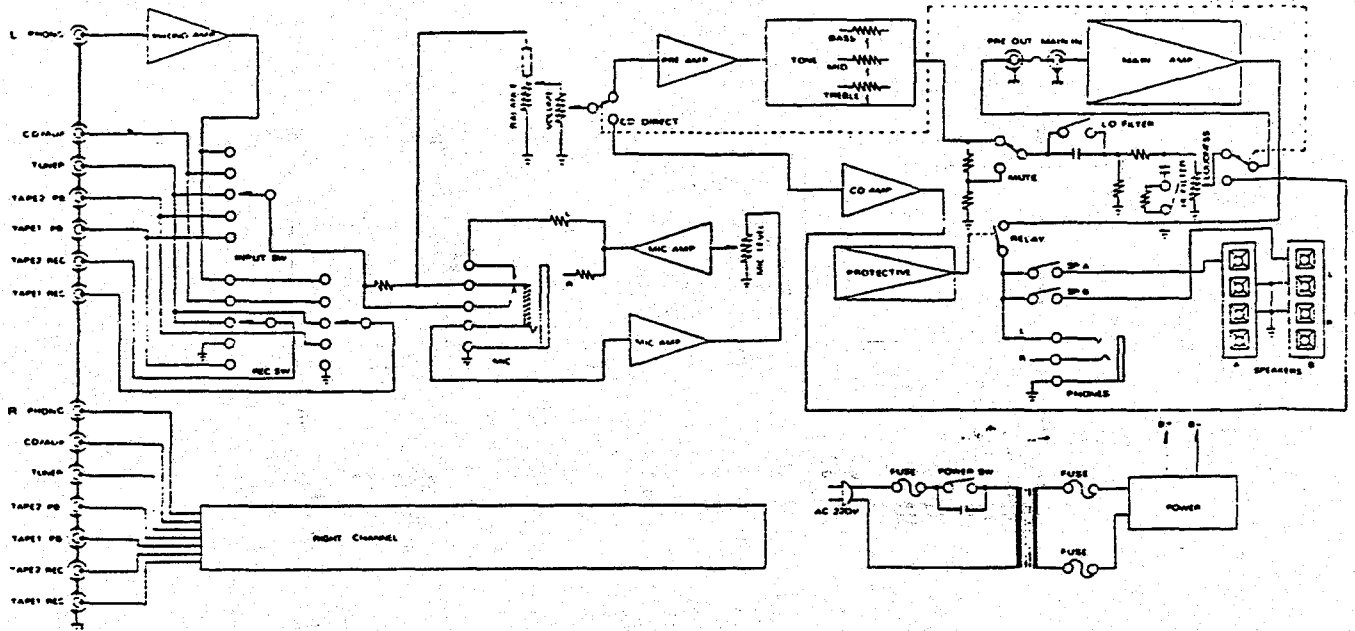 L PHONO
PHONO AMP
CD/AUX
TUNER
TAPE2 PB
TAPE1 PB
TAPE2 REC
TAPE1 REC
INPUT SW
REC SW
BALANCE
VOLUME
PRE AMP
CD DIRECT
TONE
BASS
MID
TREBLE
PRE OUT
MAIN IN
MAIN AMP
LO FILTER
HI FILTER
LOUDNESS
MUTE
CD AMP
PROTECTIVE
RELAY
MIC AMP
MIC LEVEL
MIC AMP
L
R
MIC
SP A
SP B
L
R
PHONES
L
R
A
B
SPEAKERS
R PHONO
CD/AUX
TUNER
TAPE2 PB
TAPE1 PB
TAPE2 REC
TAPE1 REC
RIGHT CHANNEL
AC 220V
FUSE
POWER SW
FUSE
FUSE
POWER